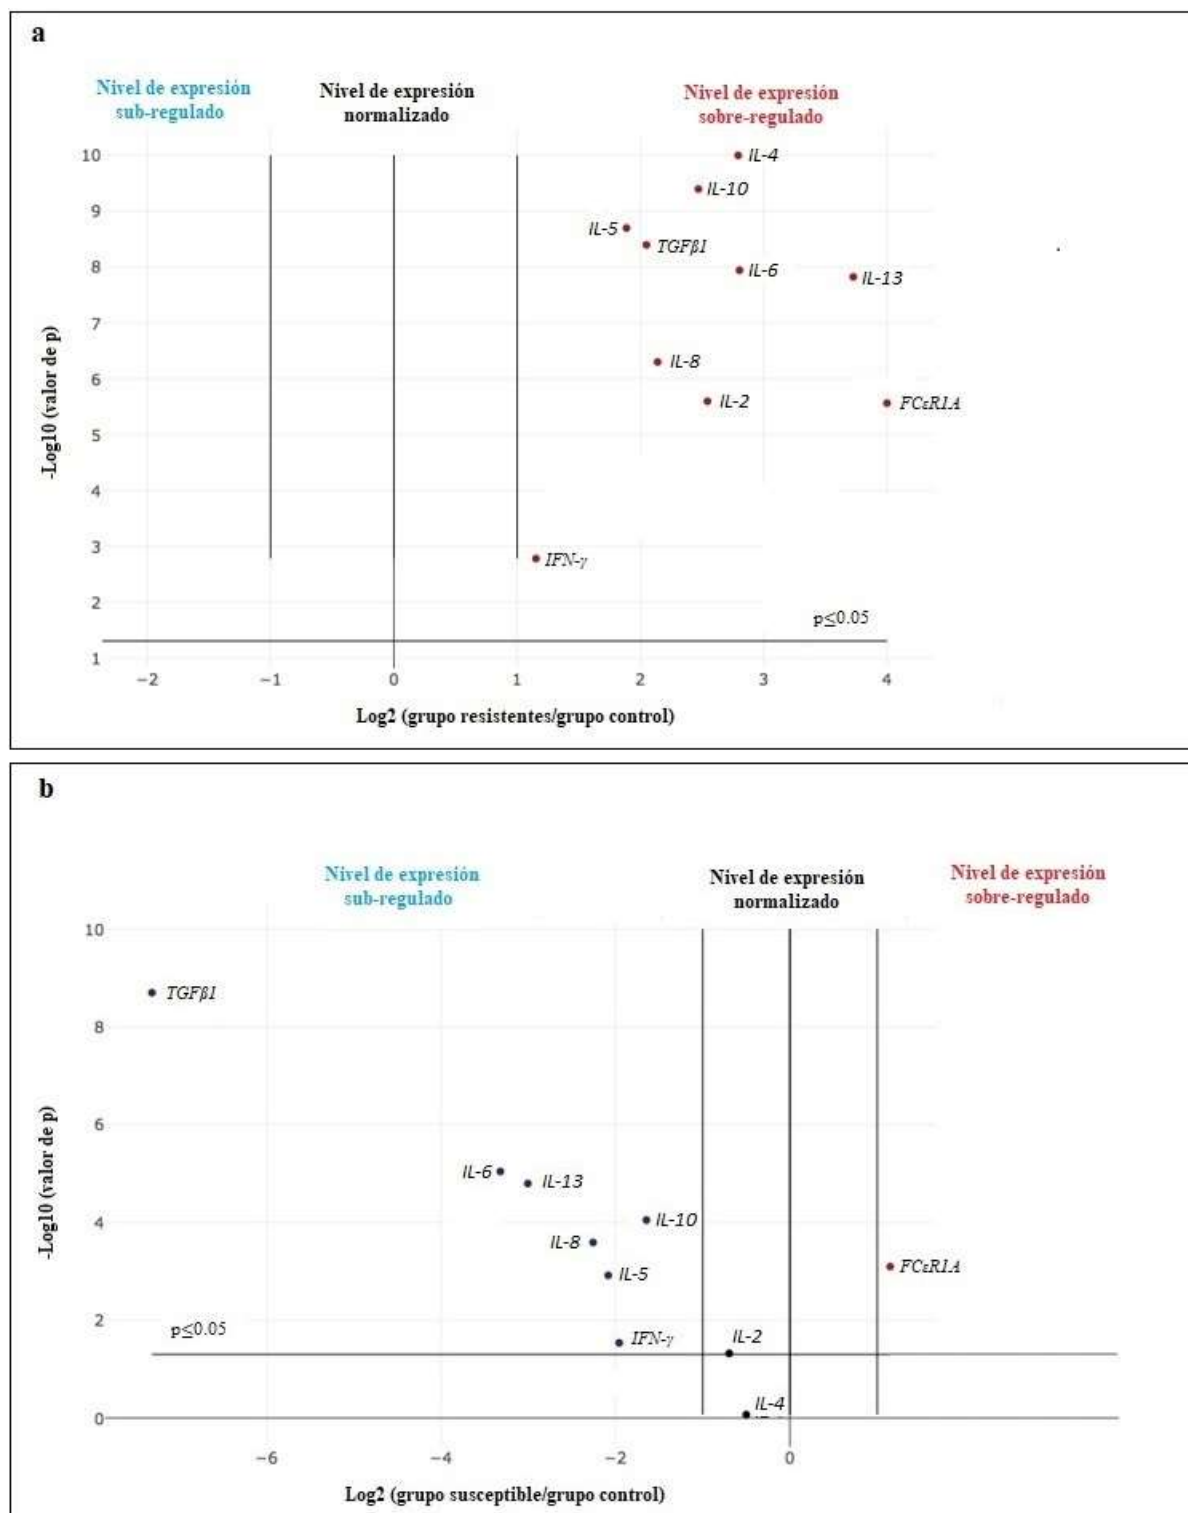 a
Nivel de expresión
sub-regulado
Nivel de expresión
normalizado
Nivel de expresión
sobre-regulado
10
IL-4
IL-10
9
IL-5
TGFβ1
8
IL-6
IL-13
7
IL-8
6
IL-2
FCεR1A
5
4
3
IFN-γ
2
p≤0.05
1
-Log10 (valor de p)
−2
−1
0
1
2
3
4
Log2 (grupo resistentes/grupo control)
b
Nivel de expresión
sub-regulado
Nivel de expresión
normalizado
Nivel de expresión
sobre-regulado
10
TGFβ1
8
6
IL-6
IL-13
IL-10
4
IL-8
FCεR1A
IL-5
2
p≤0.05
IFN-γ
IL-2
IL-4
0
-Log10 (valor de p)
−6
−4
−2
0
Log2 (grupo susceptible/grupo control)